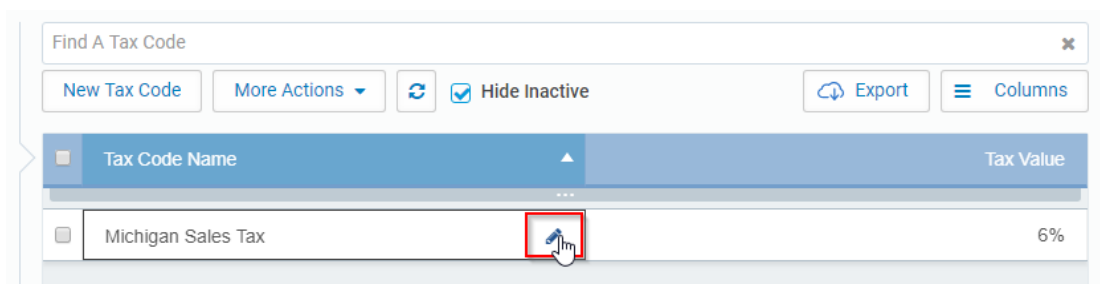 Find A Tax Code
New Tax Code More Actions Hide Inactive Export Columns
Tax Code Name Tax Value
Michigan Sales Tax 6%